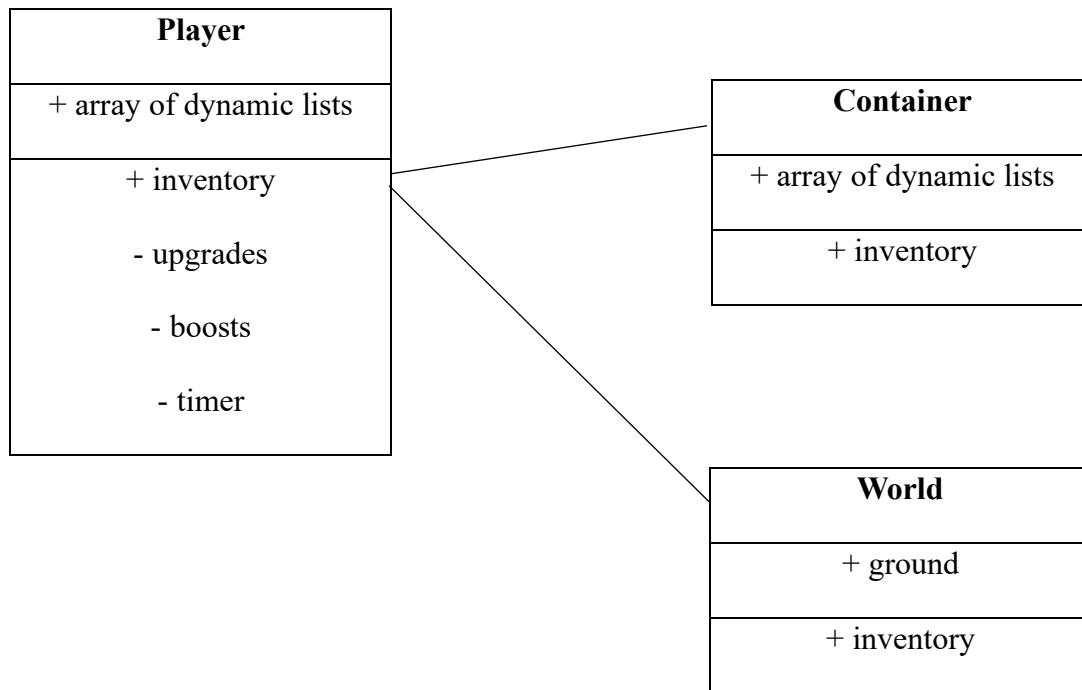 Player
+ array of dynamic lists
+ inventory
- upgrades
- boosts
- timer
Container
+ array of dynamic lists
+ inventory
World
+ ground
+ inventory